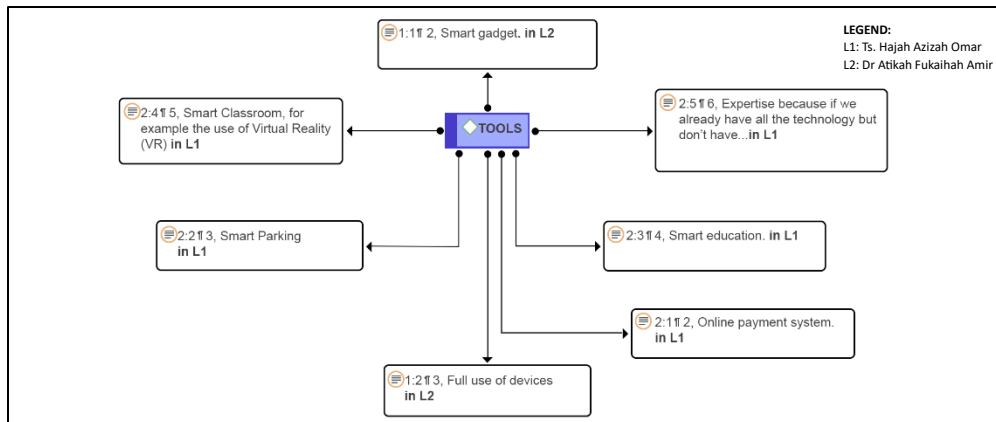 1:1¶ 2, Smart gadget. in L2
LEGEND:
L1: Ts. Hajah Azizah Omar
L2: Dr Atikah Fukaihah Amir
2:4¶ 5, Smart Classroom, for
example the use of Virtual Reality
(VR) in L1
TOOLS
2:5¶ 6, Expertise because if we
already have all the technology but
don't have...in L1
2:2¶ 3, Smart Parking
in L1
2:3¶ 4, Smart education. in L1
2:1¶ 2, Online payment system.
in L1
1:2¶ 3, Full use of devices
in L2